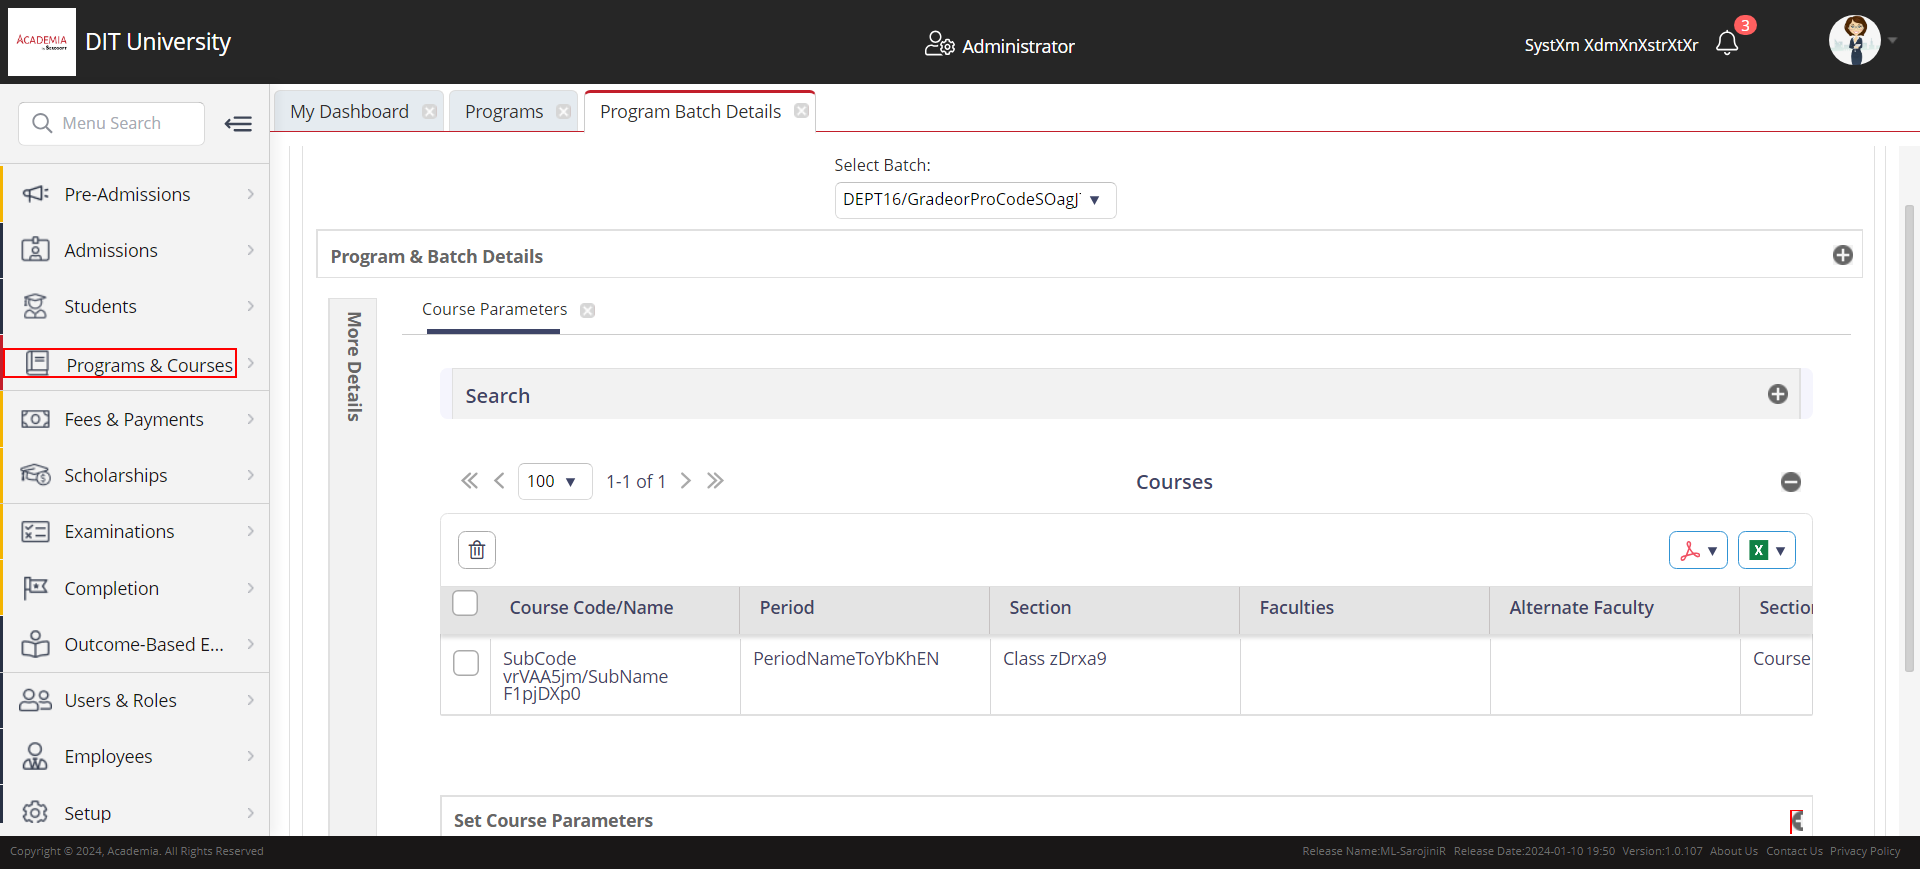 ACADEMIA
by SEROSOFT
DIT University
Administrator
SystXm XdmXnXstrXtXr
3
Menu Search
My Dashboard
Programs
Program Batch Details
Pre-Admissions
Admissions
Students
Programs & Courses
Fees & Payments
Scholarships
Examinations
Completion
Outcome-Based E...
Users & Roles
Employees
Setup
Select Batch:
DEPT16/GradeorProCodeSOagJ
Program & Batch Details
More Details
Course Parameters
Search
100
1-1 of 1
Courses
X
Course Code/Name Period Section Faculties Alternate Faculty Section
SubCode
vrVAA5jm/SubName
F1pjDXp0
PeriodNameToYbKhEN
Class zDrxa9
Course
Set Course Parameters
Copyright © 2024, Academia. All Rights Reserved
Release Name:ML-SarojiniR Release Date:2024-01-10 19:50 Version:1.0.107 About Us Contact Us Privacy Policy